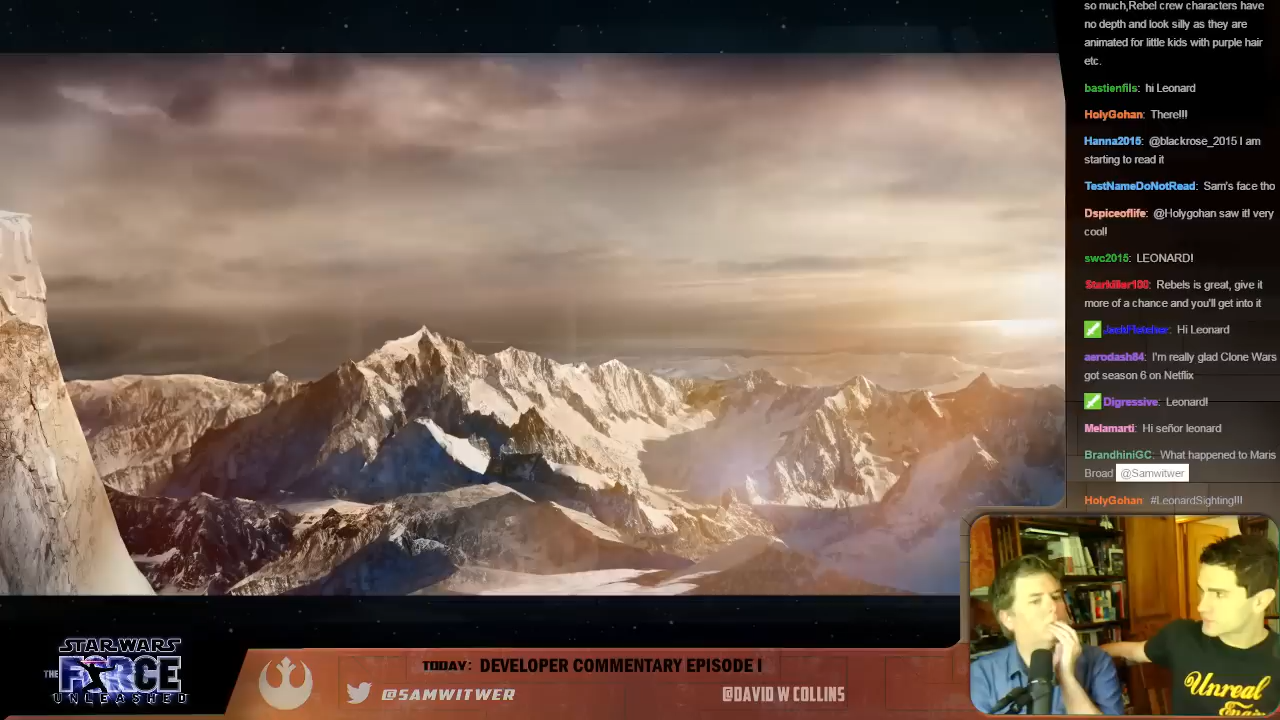 so much,Rebel crew characters have
no depth and look silly as they are
animated for little kids with purple hair
etc.
bastienfils: hi Leonard
HolyGohan: There!!!
Hanna2015: @blackrose_2015 I am
starting to read it
TestNameDoNotRead: Sam's face tho
Dspiceoflife: @Holygohan saw it! very
cool!
swc2015: LEONARD!
Starkiller100: Rebels is great, give it
more of a chance and you'll get into it
Hi Leonard
aerodash84: I'm really glad Clone Wars
got season 6 on Netflix
Digressive: Leonard!
Melamarti: Hi señor leonard
BrandhiniGC: What happened to Maris
Broad @Samwitwer
HolyGohan: #LeonardSighting!!!
STAR WARS
THE FORCE
UNLEASHED
TODAY: DEVELOPER COMMENTARY EPISODE I
@SAMWITWER @DAVID W COLLINS
Unreal
Engine